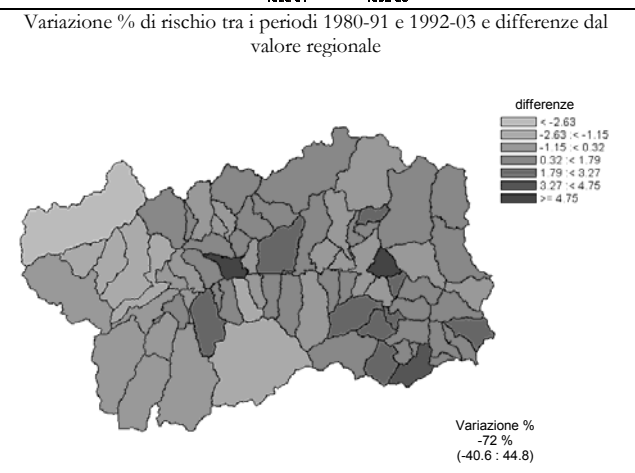 Variazione % di rischio tra i periodi 1980-91 e 1992-03 e differenze dal
valore regionale
differenze
< -2.63
-2.63 :< -1.15
-1.15 :< 0.32
0.32 :< 1.79
1.79 :< 3.27
3.27 :< 4.75
>= 4.75
Variazione %
-72 %
(-40.6 : 44.8)